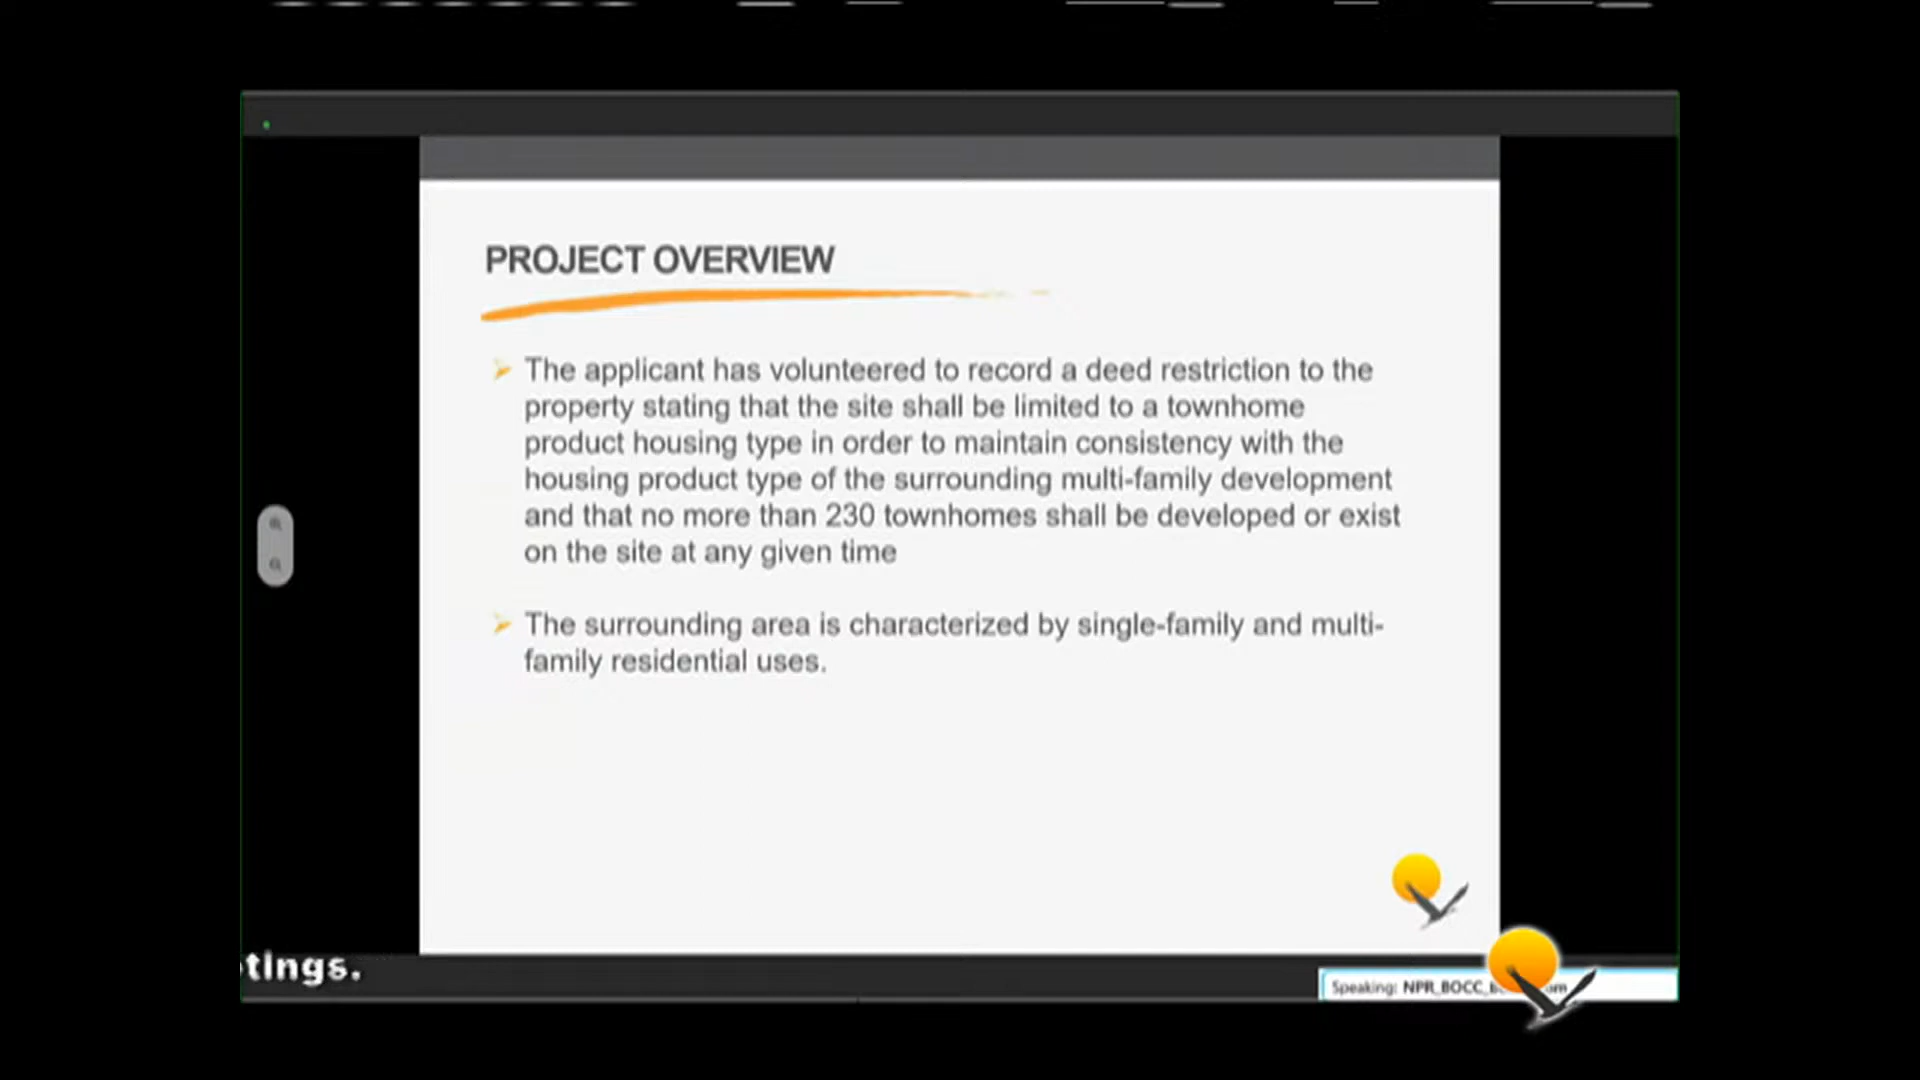 PROJECT OVERVIEW
The applicant has volunteered to record a deed restriction to the
property stating that the site shall be limited to a townhome
product housing type in order to maintain consistency with the
housing product type of the surrounding multi-family development
and that no more than 230 townhomes shall be developed or exist
on the site at any given time
The surrounding area is characterized by single-family and multi-
family residential uses.
tings.
Speaking: NPR_BOCC_